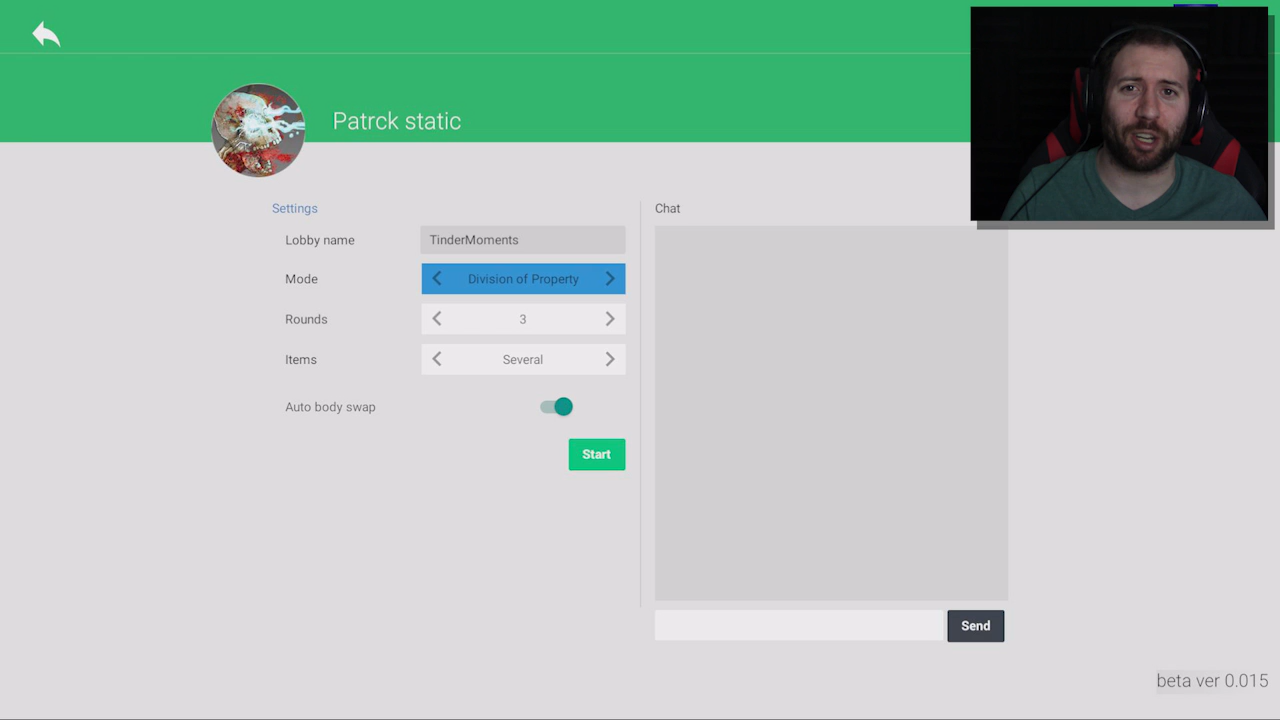 Patrck static
Settings
Lobby name
TinderMoments
Mode
Division of Property
Rounds
3
Items
Several
Auto body swap
Start
Chat
Send
beta ver 0.015